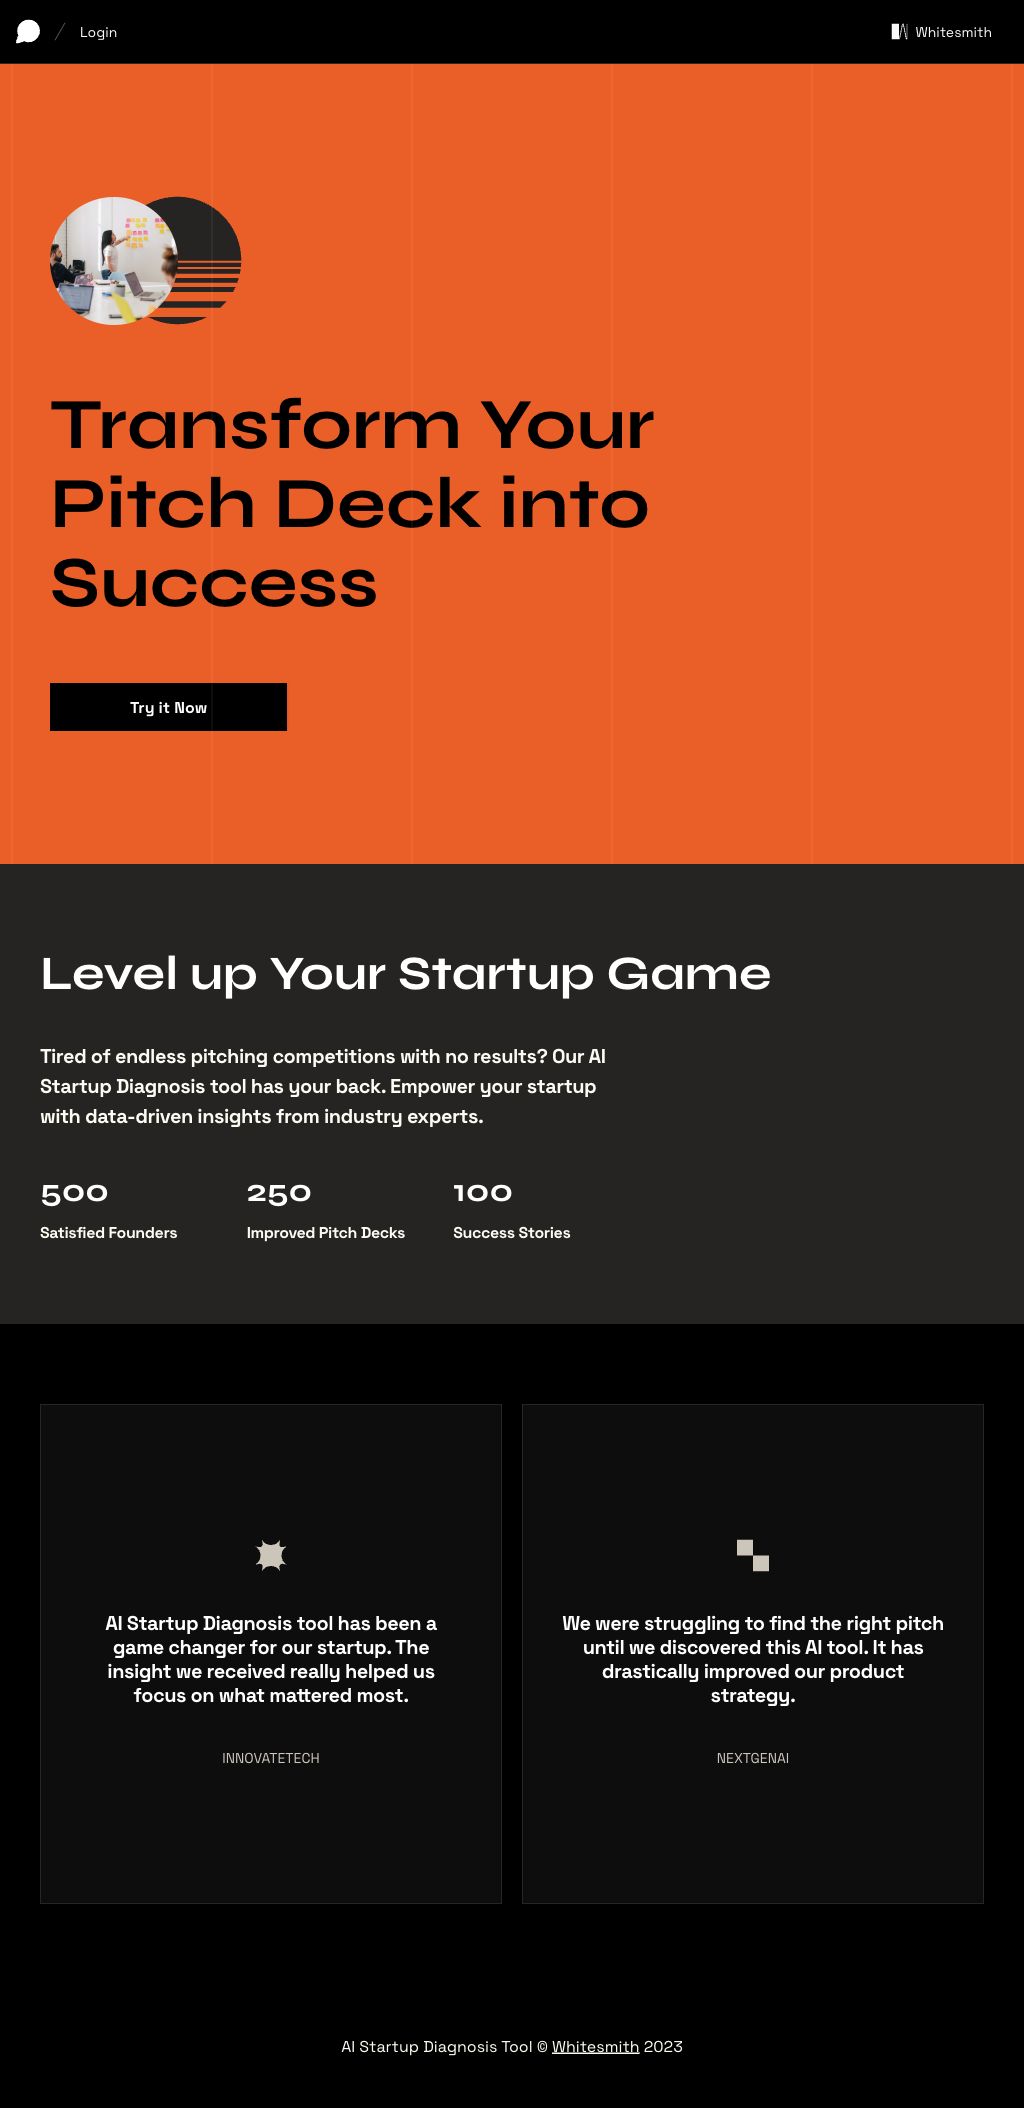 Login
Whitesmith
Transform Your
Pitch Deck into
Success
Try it Now
Level up Your Startup Game
Tired of endless pitching competitions with no results? Our AI
Startup Diagnosis tool has your back. Empower your startup
with data-driven insights from industry experts.
500
Satisfied Founders
250
Improved Pitch Decks
100
Success Stories
AI Startup Diagnosis tool has been a
game changer for our startup. The
insight we received really helped us
focus on what mattered most.
INNOVATETECH
We were struggling to find the right pitch
until we discovered this AI tool. It has
drastically improved our product
strategy.
NEXTGENAI
AI Startup Diagnosis Tool © Whitesmith 2023